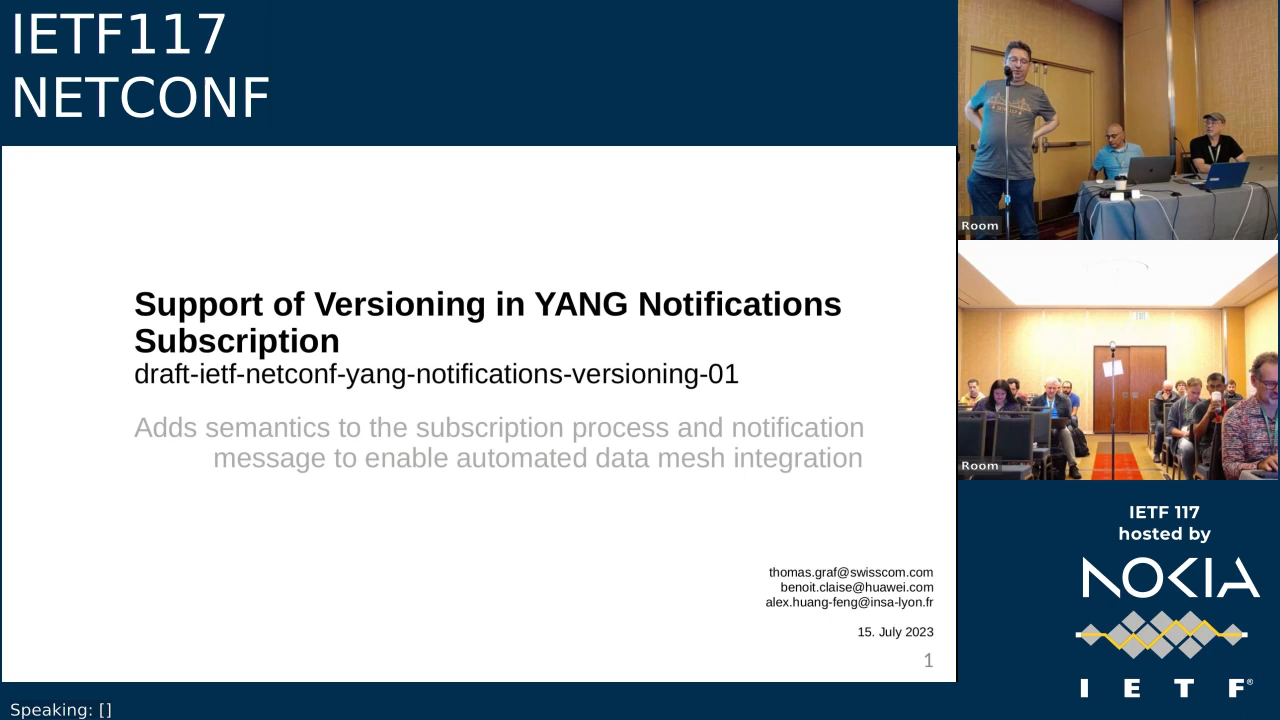 IETF117
NETCONF
Support of Versioning in YANG Notifications
Subscription
draft-ietf-netconf-yang-notifications-versioning-01
Adds semantics to the subscription process and notification
message to enable automated data mesh integration
thomas.graf@swisscom.com
benoit.claise@huawei.com
alex.huang-feng@insa-lyon.fr
15. July 2023
1
Room
Room
IETF 117
hosted by
NOKIA
I E T F®
Speaking: []